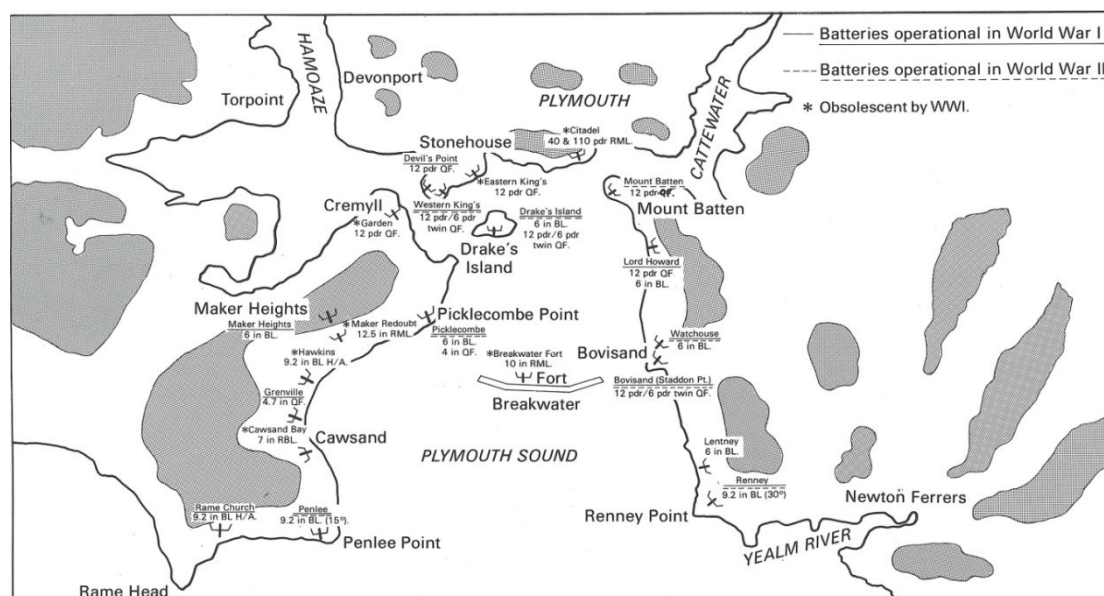 Batteries operational in World War I
Batteries operational in World War II
* Obsolescent by WWI.
HAMOAZE
Devonport
Torpoint
PLYMOUTH
CATTEWATER
Stonehouse
*Citadel
40 & 110 pdr RML.
Devil's Point
12 pdr QF.
*Eastern King's
12 pdr QF.
Western King's
12 pdr/6 pdr
twin QF.
Mount Batten
12 pdr QF.
Mount Batten
Cremyll
*Garden
12 pdr QF.
Drake's Island
6 in BL.
12 pdr/6 pdr
twin QF.
Drake's
Island
Lord Howard
12 pdr QF
6 in BL.
Maker Heights
Maker Heights
6 in BL.
*Maker Redoubt
12.5 in RML.
Picklecombe Point
Picklecombe
6 in BL.
4 in QF.
Watchouse
6 in BL.
*Hawkins
9.2 in BL H/A.
*Breakwater Fort
10 in RML.
Fort
Breakwater
Bovisand
Bovisand (Staddon Pt.)
12 pdr/6 pdr twin QF.
Grenville
4.7 in QF.
*Cawsand Bay
7 in RBL.
Cawsand
PLYMOUTH SOUND
Lentney
6 in BL.
Renney
9.2 in BL (30º)
Newton Ferrers
Rame Church
9.2 in BL H/A.
Penlee
9.2 in BL. (15º).
Penlee Point
Renney Point
YEALM RIVER
Rame Head